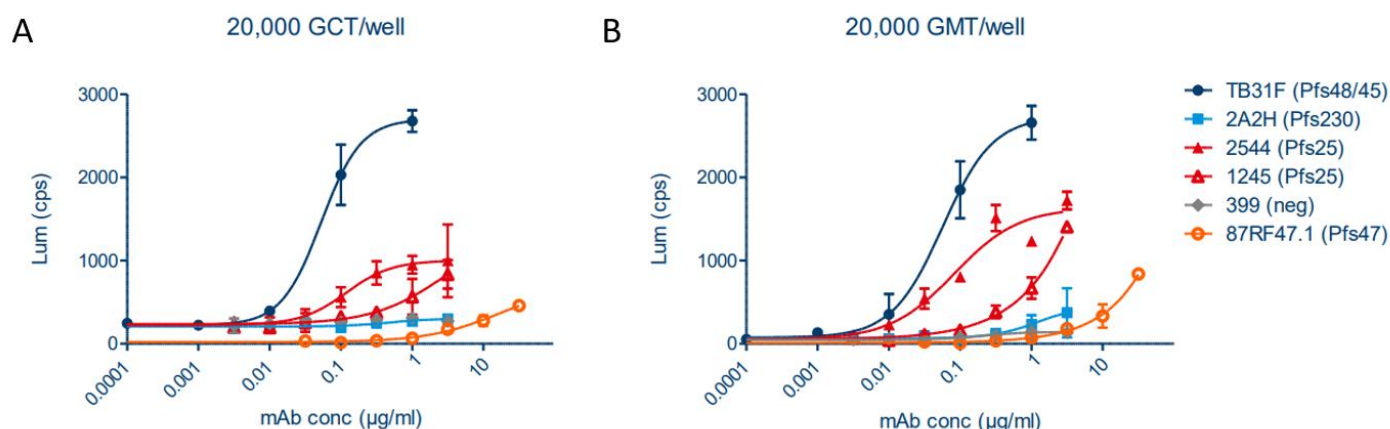 A
20,000 GCT/well
B
20,000 GMT/well
3000
2000
1000
0
Lum (cps)
0.0001
0.001
0.01
0.1
1
10
mAb conc (µg/ml)
3000
2000
1000
0
Lum (cps)
0.0001
0.001
0.01
0.1
1
10
mAb conc (µg/ml)
TB31F (Pfs48/45)
2A2H (Pfs230)
2544 (Pfs25)
1245 (Pfs25)
399 (neg)
87RF47.1 (Pfs47)